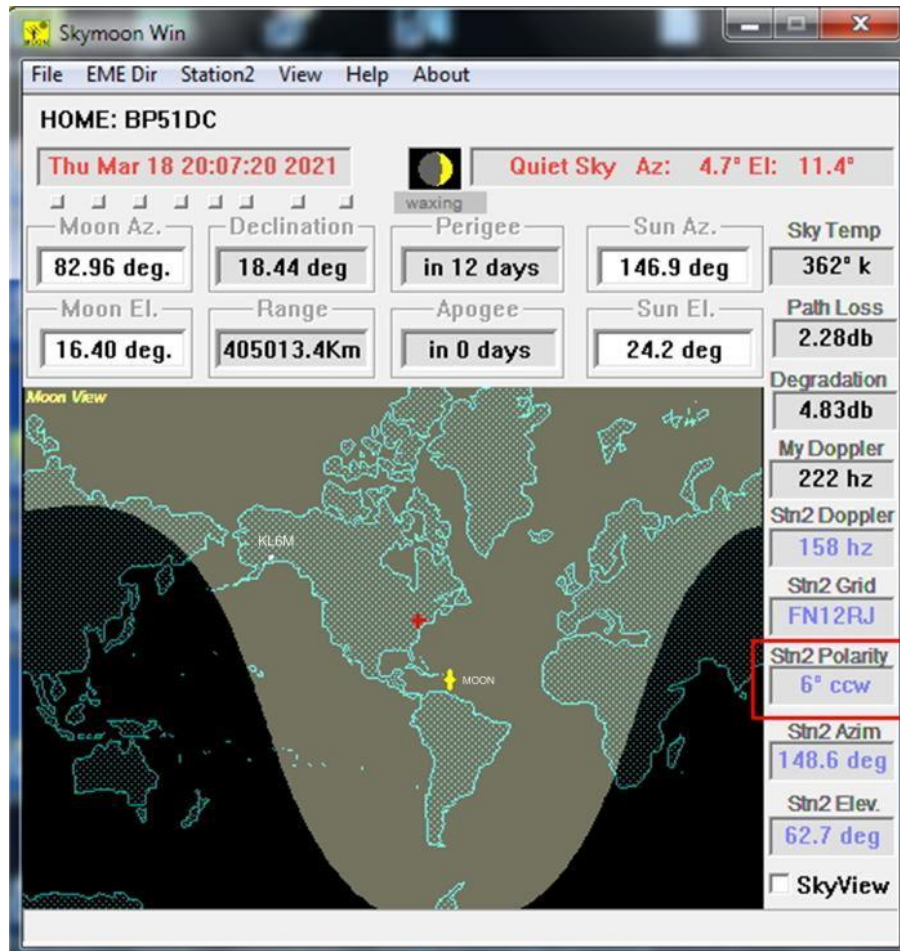 Skymoon Win
File EME Dir Station2 View Help About
HOME: BP51DC
Thu Mar 18 20:07:20 2021
Quiet Sky Az: 4.7° El: 11.4°
waxing
Moon Az.
82.96 deg.
Declination
18.44 deg
Perigee
in 12 days
Sun Az.
146.9 deg
Sky Temp
362° k
Moon El.
16.40 deg.
Range
405013.4Km
Apogee
in 0 days
Sun El.
24.2 deg
Path Loss
2.28db
Degradation
4.83db
My Doppler
222 hz
Stn2 Doppler
158 hz
Stn2 Grid
FN12RJ
Stn2 Polarity
6° ccw
Stn2 Azim
148.6 deg
Stn2 Elev.
62.7 deg
SkyView
Moon View
KL6M
MOON